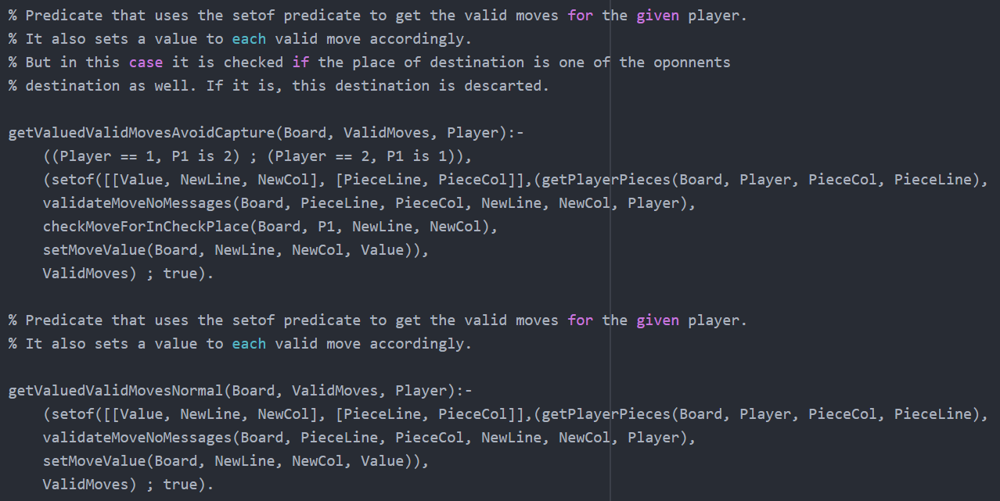 % Predicate that uses the setof predicate to get the valid moves for the given player.
% It also sets a value to each valid move accordingly.
% But in this case it is checked if the place of destination is one of the oponnents
% destination as well. If it is, this destination is descarted.

getValuedValidMovesAvoidCapture(Board, ValidMoves, Player):-
    ((Player == 1, P1 is 2) ; (Player == 2, P1 is 1)),
    (setof([[Value, NewLine, NewCol], [PieceLine, PieceCol]],(getPlayerPieces(Board, Player, PieceCol, PieceLine),
    validateMoveNoMessages(Board, PieceLine, PieceCol, NewLine, NewCol, Player),
    checkMoveForInCheckPlace(Board, P1, NewLine, NewCol),
    setMoveValue(Board, NewLine, NewCol, Value)),
    ValidMoves) ; true).

% Predicate that uses the setof predicate to get the valid moves for the given player.
% It also sets a value to each valid move accordingly.

getValuedValidMovesNormal(Board, ValidMoves, Player):-
    (setof([[Value, NewLine, NewCol], [PieceLine, PieceCol]],(getPlayerPieces(Board, Player, PieceCol, PieceLine),
    validateMoveNoMessages(Board, PieceLine, PieceCol, NewLine, NewCol, Player),
    setMoveValue(Board, NewLine, NewCol, Value)),
    ValidMoves) ; true).